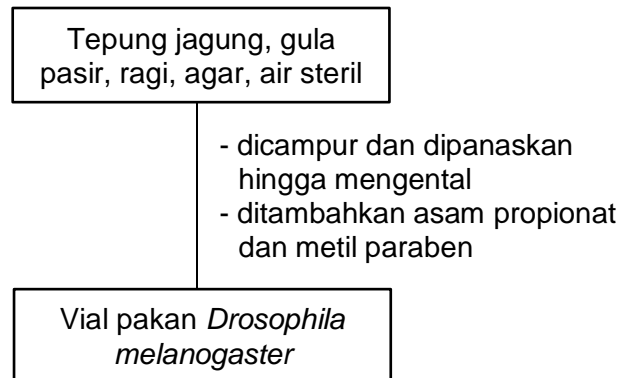 Tepung jagung, gula
pasir, ragi, agar, air steril
- dicampur dan dipanaskan
hingga mengental
- ditambahkan asam propionat
dan metil paraben
Vial pakan Drosophila
melanogaster